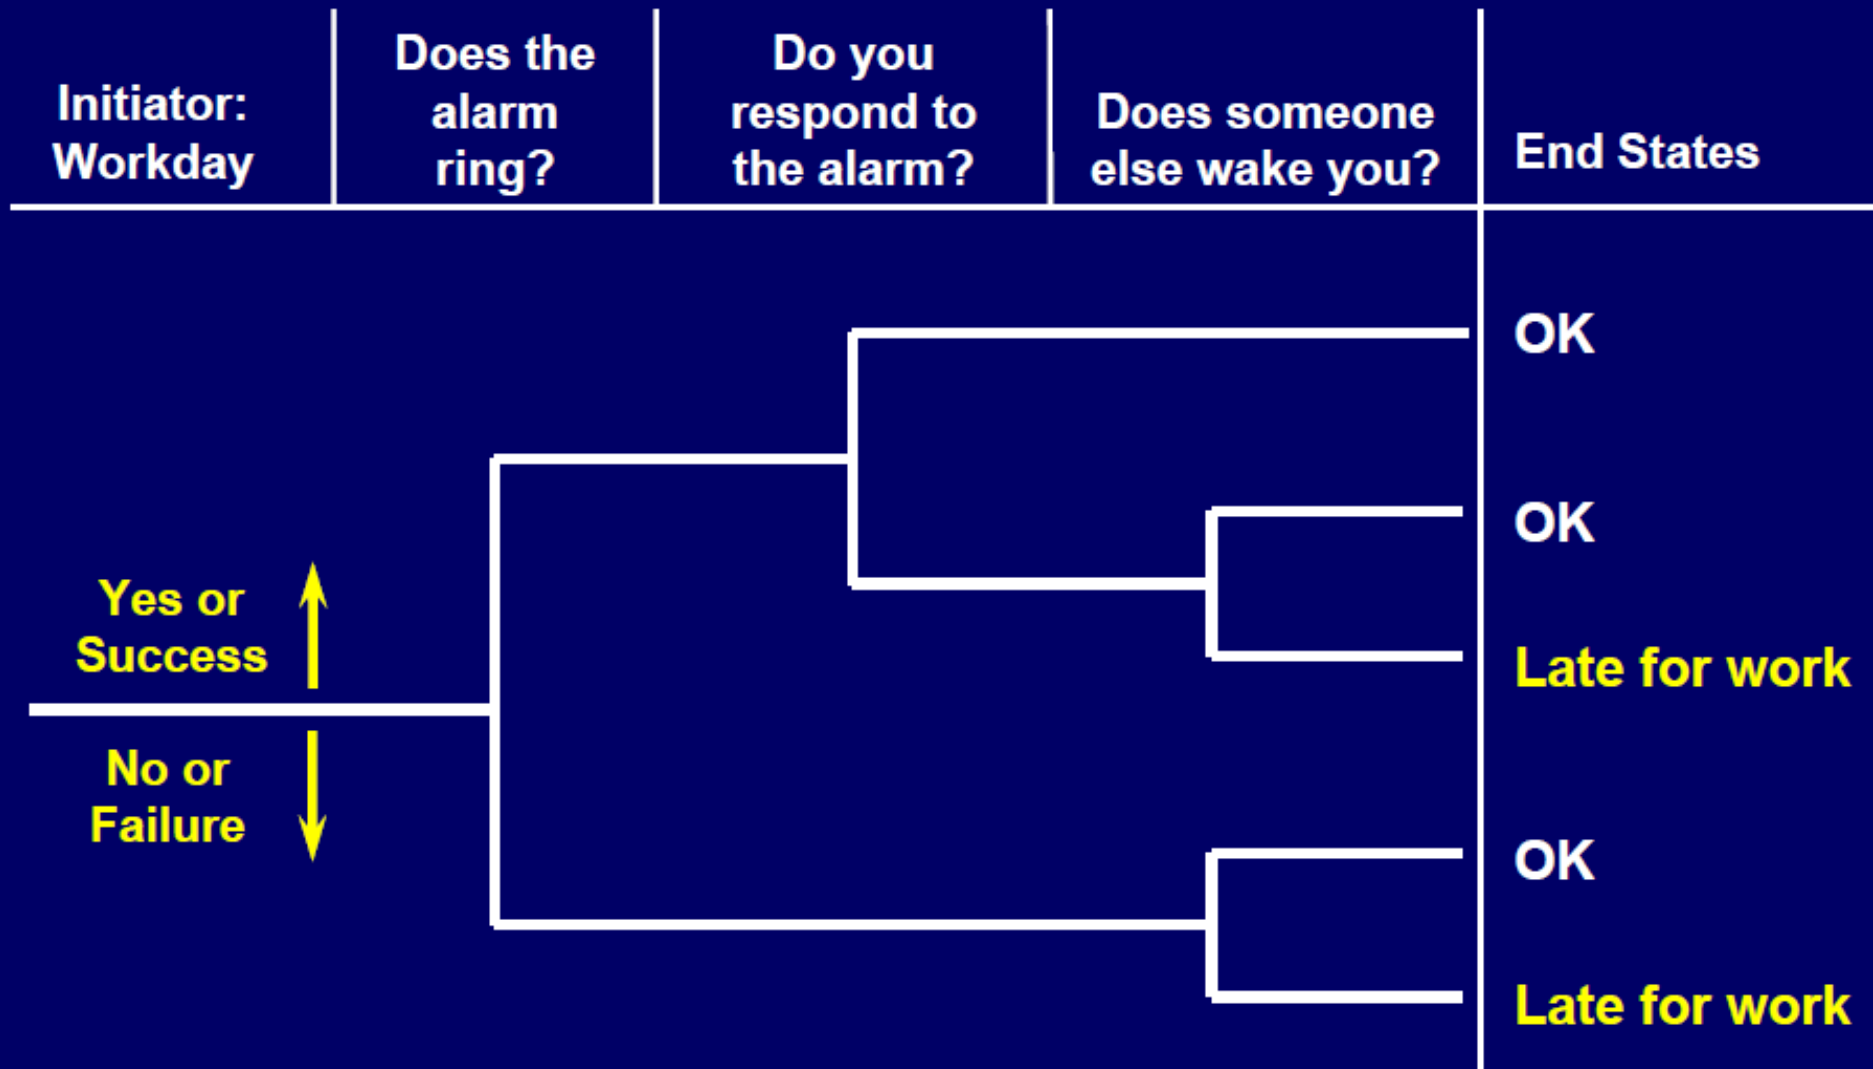 Initiator:
Workday
Does the
alarm
ring?
Do you
respond to
the alarm?
Does someone
else wake you?
End States
OK
OK
Yes or
Success
Late for work
No or
Failure
OK
Late for work